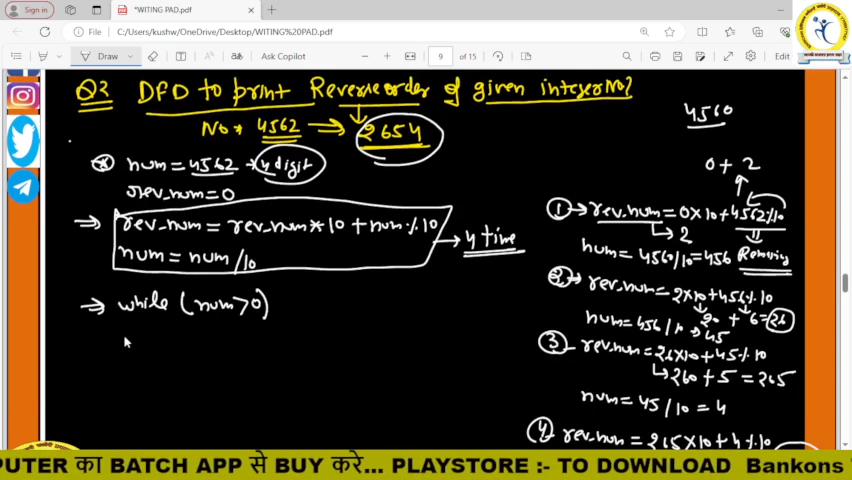 Sign in
WITING PAD.pdf
File
C:/Users/kushw/OneDrive/Desktop/WITING%20PAD.pdf
Draw
Ask Copilot
9 of 15
Edit
Q3 DFD to print Reverse order of given integer No?
No * 4562 ⇒ 2654
* num = 4562 → 4 digit
rev_num = 0
⇒ rev_num = rev_num * 10 + num % 10
num = num / 10
→ 4 time
⇒ while (num > 0)
4560
0 + 2
① → rev_num = 0 × 10 + 4562 % 10
2
num = 4560 / 10 = 456 Removing
② - rev_num = 2 × 10 + 456 % 10
20 + 6 = 26
num = 456 / 10 → 45
③ - rev_num = 26 × 10 + 45 % 10
↳ 260 + 5 = 265
num = 45 / 10 = 4
④ - rev_num = 265 × 10 + 4 % 10
PUTER का BATCH APP से BUY करे... PLAYSTORE :- TO DOWNLOAD Bankons